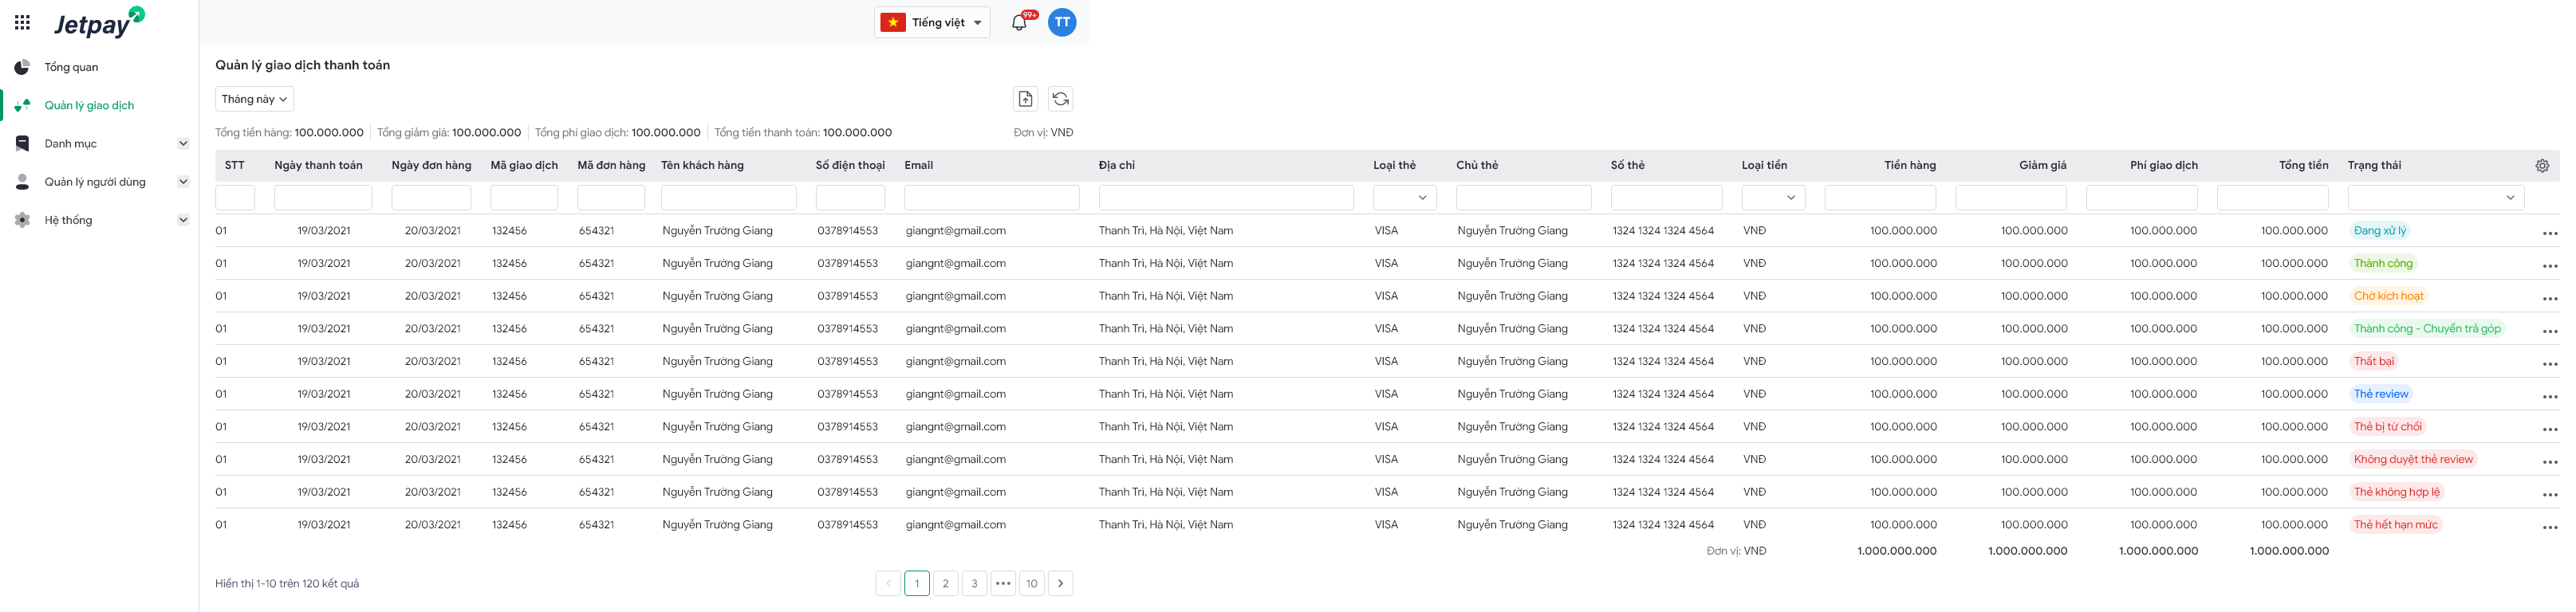 Jetpay
Tiếng việt
99+
TT
Tổng quan
Quản lý giao dịch
Danh mục
Quản lý người dùng
Hệ thống
Quản lý giao dịch thanh toán
Tháng này
Tổng tiền hàng: 100.000.000 Tổng giảm giá: 100.000.000 Tổng phí giao dịch: 100.000.000 Tổng tiền thanh toán: 100.000.000 Đơn vị: VNĐ
STT Ngày thanh toán Ngày đơn hàng Mã giao dịch Mã đơn hàng Tên khách hàng Số điện thoại Email Địa chỉ Loại thẻ Chủ thẻ Số thẻ Loại tiền Tiền hàng Giảm giá Phí giao dịch Tổng tiền Trạng thái
01 19/03/2021 20/03/2021 132456 654321 Nguyễn Trường Giang 0378914553 giangnt@gmail.com Thanh Trì, Hà Nội, Việt Nam VISA Nguyễn Trường Giang 1324 1324 1324 4564 VNĐ 100.000.000 100.000.000 100.000.000 100.000.000 Đang xử lý
01 19/03/2021 20/03/2021 132456 654321 Nguyễn Trường Giang 0378914553 giangnt@gmail.com Thanh Trì, Hà Nội, Việt Nam VISA Nguyễn Trường Giang 1324 1324 1324 4564 VNĐ 100.000.000 100.000.000 100.000.000 100.000.000 Thành công
01 19/03/2021 20/03/2021 132456 654321 Nguyễn Trường Giang 0378914553 giangnt@gmail.com Thanh Trì, Hà Nội, Việt Nam VISA Nguyễn Trường Giang 1324 1324 1324 4564 VNĐ 100.000.000 100.000.000 100.000.000 100.000.000 Chờ kích hoạt
01 19/03/2021 20/03/2021 132456 654321 Nguyễn Trường Giang 0378914553 giangnt@gmail.com Thanh Trì, Hà Nội, Việt Nam VISA Nguyễn Trường Giang 1324 1324 1324 4564 VNĐ 100.000.000 100.000.000 100.000.000 100.000.000 Thành công - Chuyển trả góp
01 19/03/2021 20/03/2021 132456 654321 Nguyễn Trường Giang 0378914553 giangnt@gmail.com Thanh Trì, Hà Nội, Việt Nam VISA Nguyễn Trường Giang 1324 1324 1324 4564 VNĐ 100.000.000 100.000.000 100.000.000 100.000.000 Thất bại
01 19/03/2021 20/03/2021 132456 654321 Nguyễn Trường Giang 0378914553 giangnt@gmail.com Thanh Trì, Hà Nội, Việt Nam VISA Nguyễn Trường Giang 1324 1324 1324 4564 VNĐ 100.000.000 100.000.000 100.000.000 100.000.000 Thẻ review
01 19/03/2021 20/03/2021 132456 654321 Nguyễn Trường Giang 0378914553 giangnt@gmail.com Thanh Trì, Hà Nội, Việt Nam VISA Nguyễn Trường Giang 1324 1324 1324 4564 VNĐ 100.000.000 100.000.000 100.000.000 100.000.000 Thẻ bị từ chối
01 19/03/2021 20/03/2021 132456 654321 Nguyễn Trường Giang 0378914553 giangnt@gmail.com Thanh Trì, Hà Nội, Việt Nam VISA Nguyễn Trường Giang 1324 1324 1324 4564 VNĐ 100.000.000 100.000.000 100.000.000 100.000.000 Không duyệt thẻ review
01 19/03/2021 20/03/2021 132456 654321 Nguyễn Trường Giang 0378914553 giangnt@gmail.com Thanh Trì, Hà Nội, Việt Nam VISA Nguyễn Trường Giang 1324 1324 1324 4564 VNĐ 100.000.000 100.000.000 100.000.000 100.000.000 Thẻ không hợp lệ
01 19/03/2021 20/03/2021 132456 654321 Nguyễn Trường Giang 0378914553 giangnt@gmail.com Thanh Trì, Hà Nội, Việt Nam VISA Nguyễn Trường Giang 1324 1324 1324 4564 VNĐ 100.000.000 100.000.000 100.000.000 100.000.000 Thẻ hết hạn mức
Đơn vị: VNĐ 1.000.000.000 1.000.000.000 1.000.000.000 1.000.000.000
Hiển thị 1-10 trên 120 kết quả
1 2 3 ••• 10